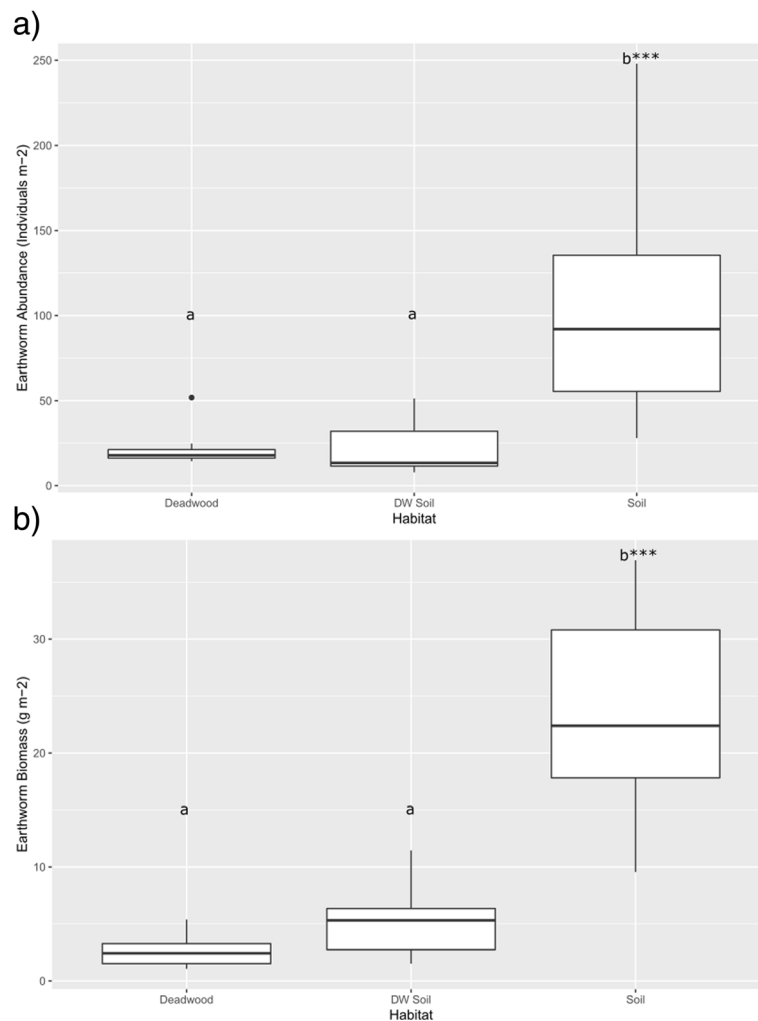 a)
Earthworm Abundance (Indviduals m−2)
250
200
150
100
50
0
b***
a
a
Deadwood
DW Soil
Soil
Habitat
b)
Earthworm Biomass (g m−2)
30
20
10
0
b***
a
a
Deadwood
DW Soil
Soil
Habitat